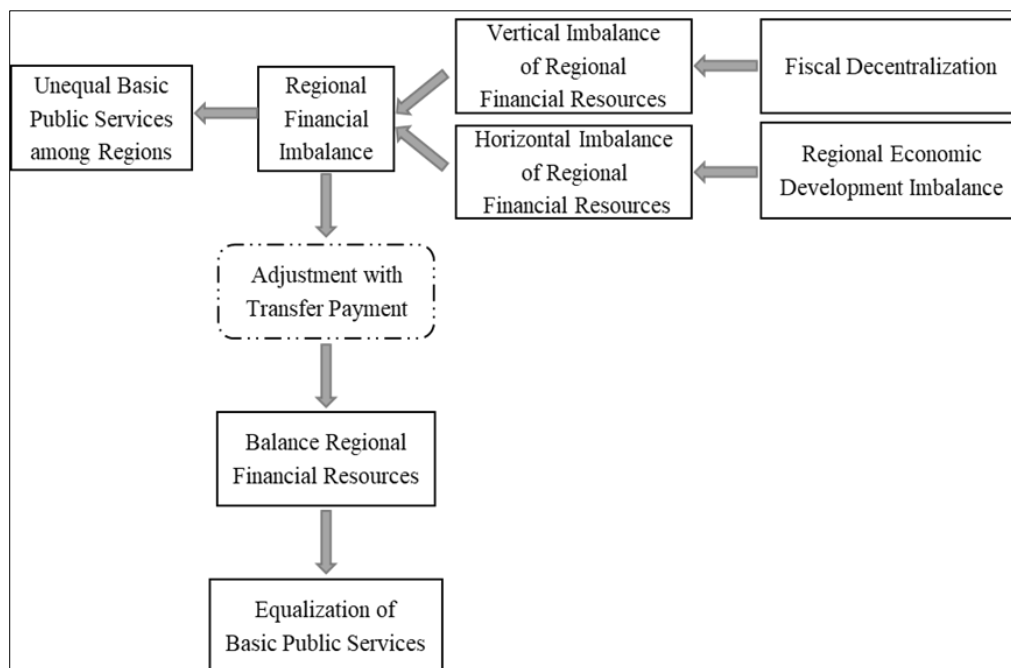 Unequal Basic
Public Services
among Regions
Regional
Financial
Imbalance
Vertical Imbalance
of Regional
Financial Resources
Fiscal Decentralization
Horizontal Imbalance
of Regional
Financial Resources
Regional Economic
Development Imbalance
Adjustment with
Transfer Payment
Balance Regional
Financial Resources
Equalization of
Basic Public Services